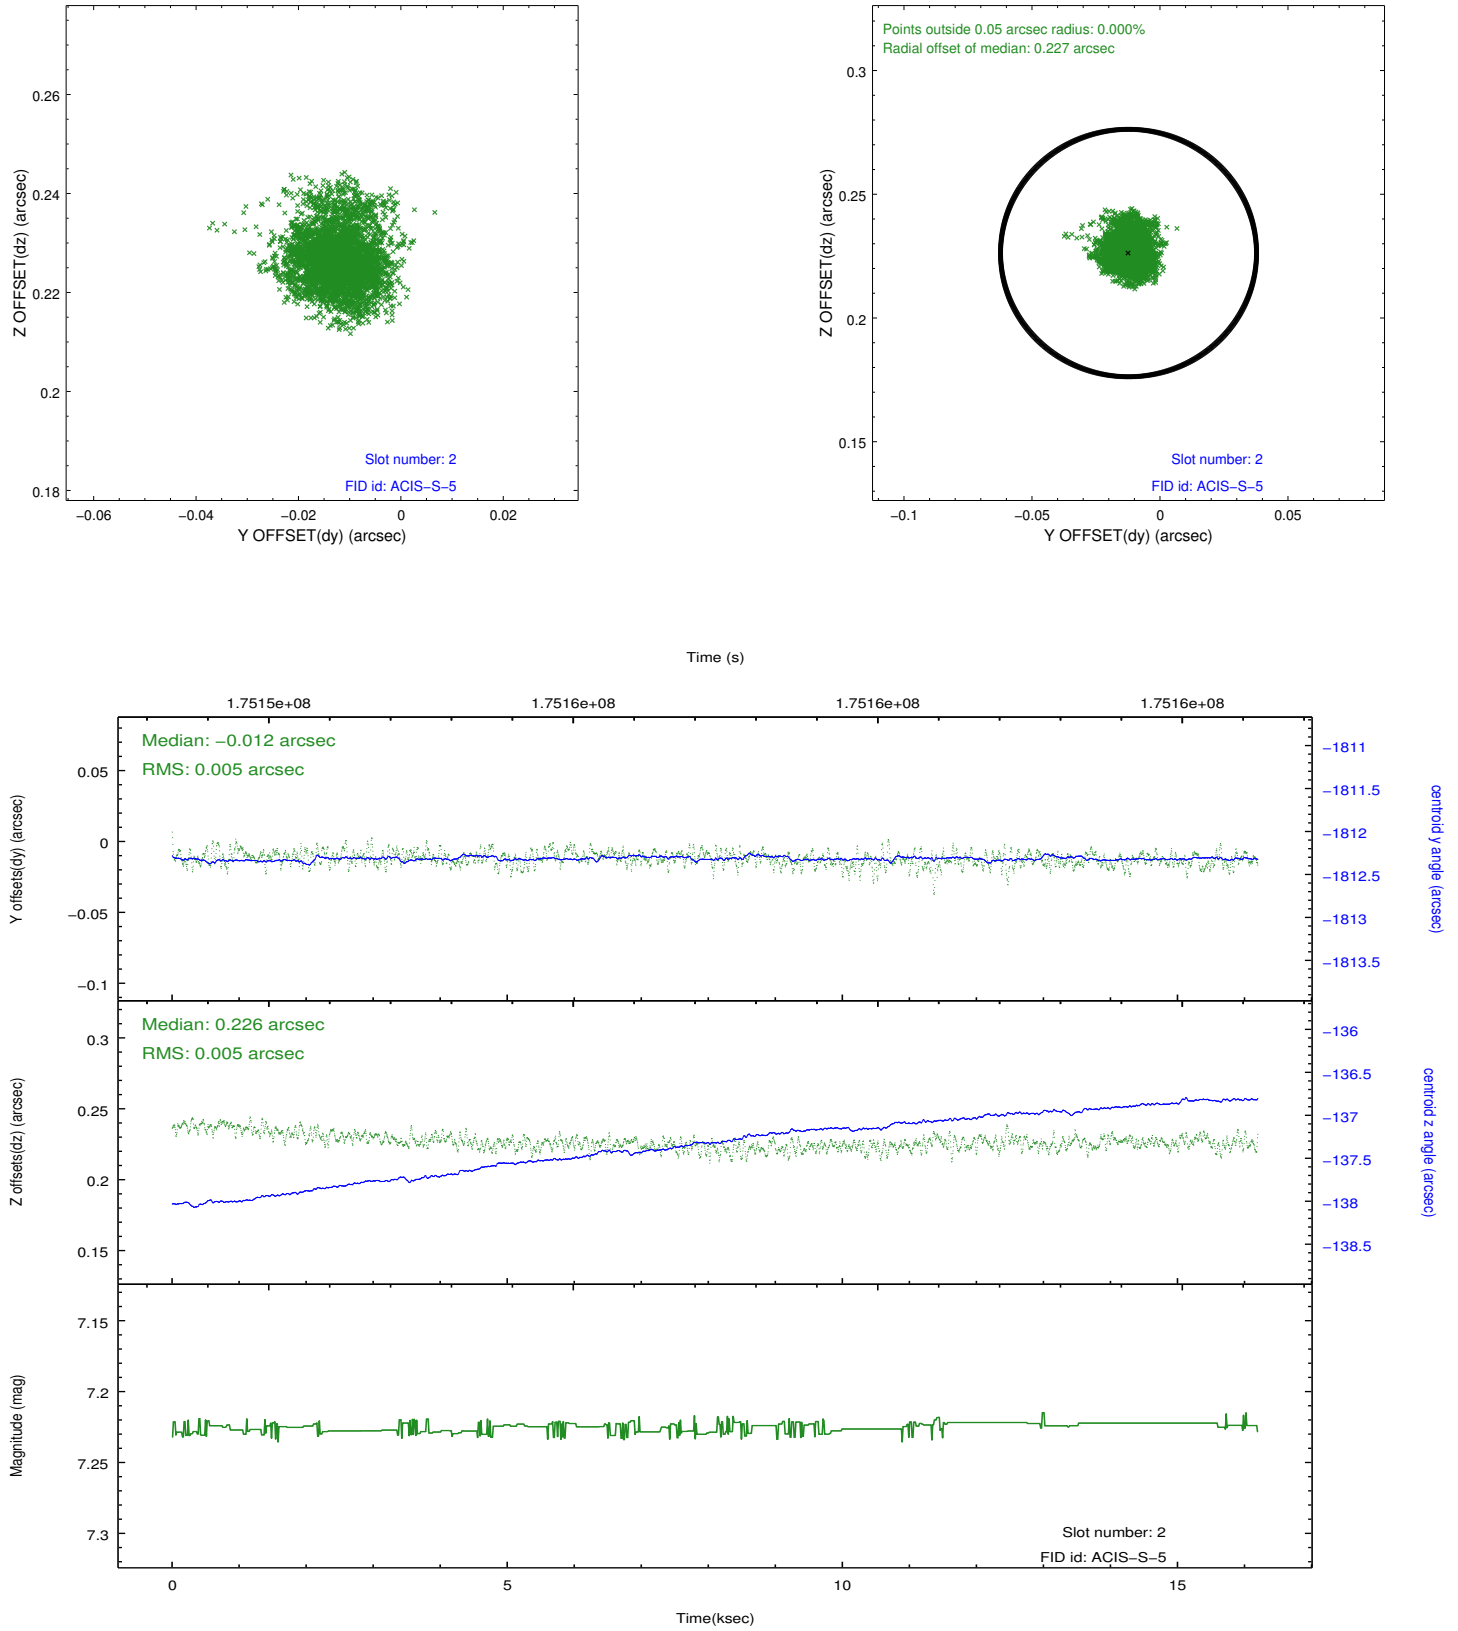 0.26
0.24
0.22
0.2
0.18
Z OFFSET(dz) (arcsec)
Slot number: 2
FID id: ACIS−S−5
−0.06 −0.04 −0.02 0 0.02
Y OFFSET(dy) (arcsec)
Points outside 0.05 arcsec radius: 0.000%
Radial offset of median: 0.227 arcsec
0.3
0.25
0.2
0.15
Z OFFSET(dz) (arcsec)
Slot number: 2
FID id: ACIS−S−5
−0.1 −0.05 0 0.05
Y OFFSET(dy) (arcsec)
Time (s)
1.7515e+08 1.7516e+08 1.7516e+08 1.7516e+08
Median: −0.012 arcsec
RMS: 0.005 arcsec
0.05
0
−0.05
−0.1
Y offsets(dy) (arcsec)
−1811
−1811.5
−1812
−1812.5
−1813
−1813.5
centroid y angle (arcsec)
Median: 0.226 arcsec
RMS: 0.005 arcsec
0.3
0.25
0.2
0.15
Z offsets(dz) (arcsec)
−136
−136.5
−137
−137.5
−138
−138.5
centroid z angle (arcsec)
7.15
7.2
7.25
7.3
Magnitude (mag)
Slot number: 2
FID id: ACIS−S−5
0 5 10 15
Time(ksec)